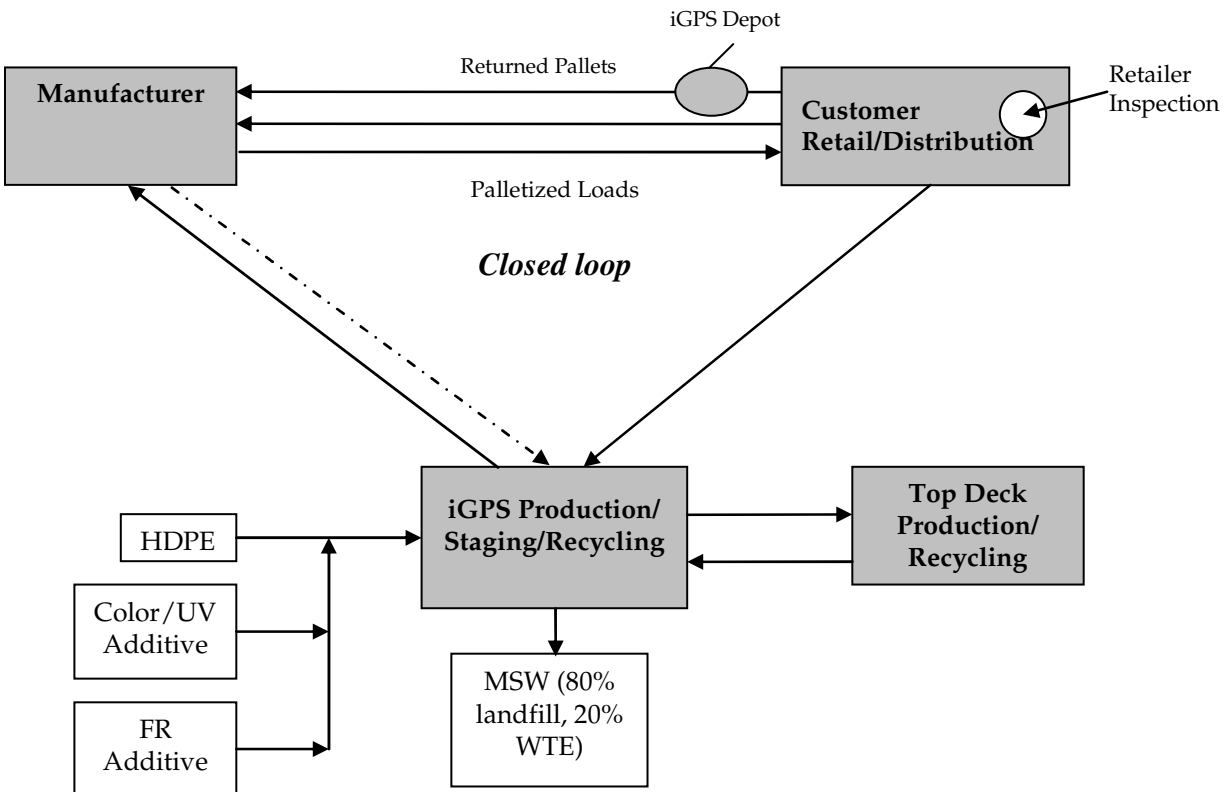 iGPS Depot
Returned Pallets
Manufacturer
Customer
Retail/Distribution
Retailer
Inspection
Palletized Loads
Closed loop
iGPS Production/
Staging/Recycling
Top Deck
Production/
Recycling
HDPE
Color/UV
Additive
FR
Additive
MSW (80%
landfill, 20%
WTE)